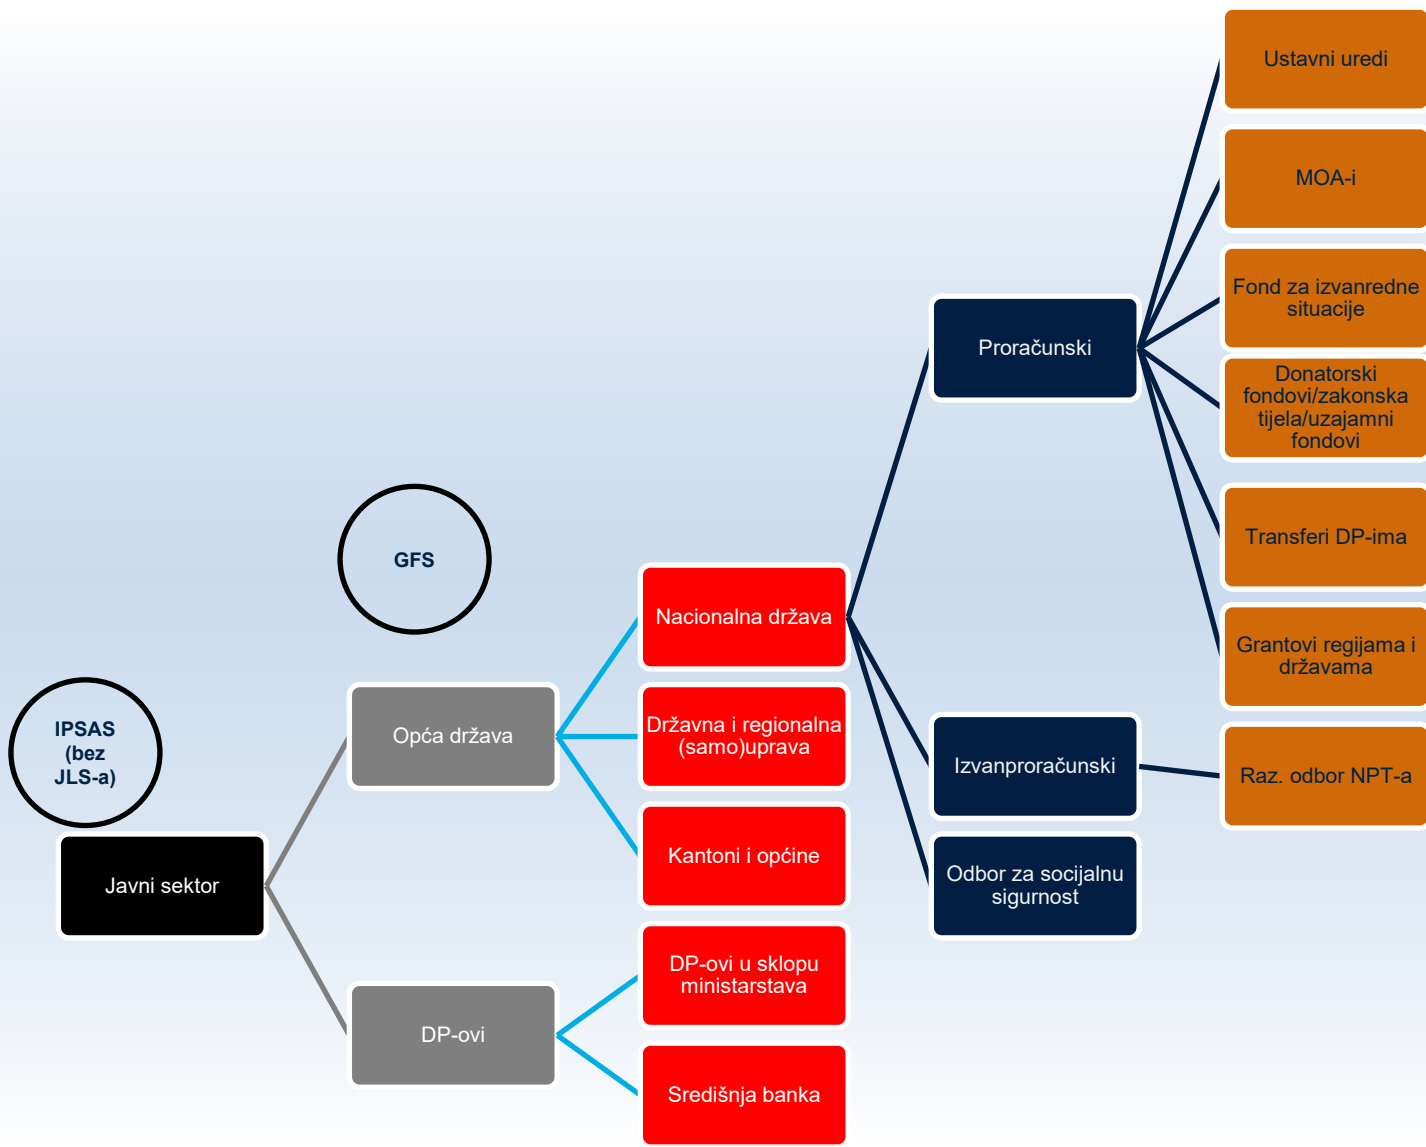 IPSAS
(bez
JLS-a)
Javni sektor
GFS
Opća država
DP-ovi
Nacionalna država
Državna i regionalna
(samo)uprava
Kantoni i općine
DP-ovi u sklopu
ministarstava
Središnja banka
Proračunski
Izvanproračunski
Odbor za socijalnu
sigurnost
Ustavni uredi
MOA-i
Fond za izvanredne
situacije
Donatorski
fondovi/zakonska
tijela/uzajamni
fondovi
Transferi DP-ima
Grantovi regijama i
državama
Raz. odbor NPT-a